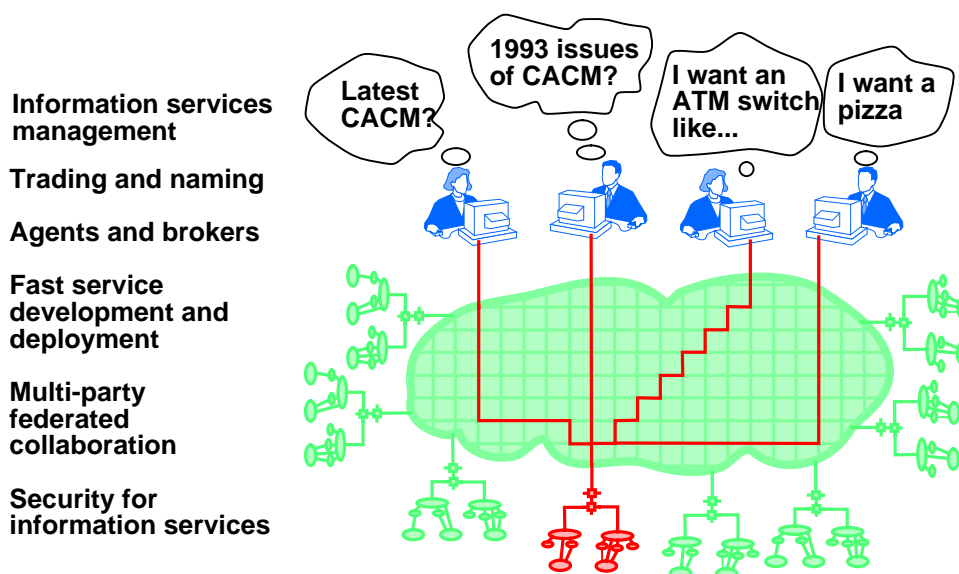 Information services
management
Trading and naming
Agents and brokers
Fast service
development and
deployment
Multi-party
federated
collaboration
Security for
information services
Latest
CACM?
1993 issues
of CACM?
I want an
ATM switch
like...
I want a
pizza